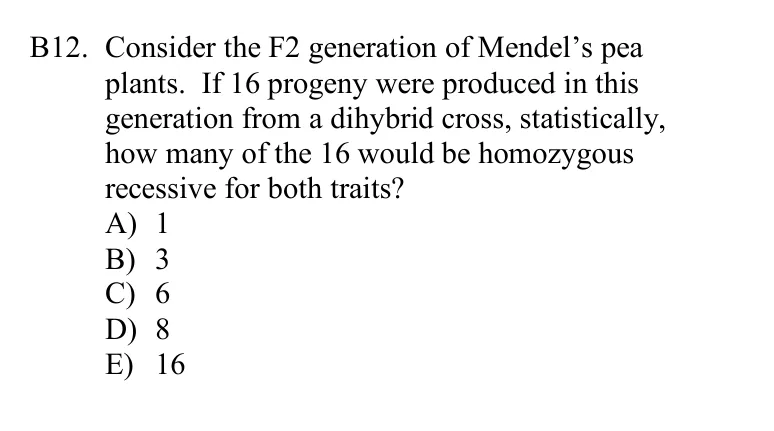 B12. Consider the F2 generation of Mendel's pea
plants. If 16 progeny were produced in this
generation from a dihybrid cross, statistically,
how many of the 16 would be homozygous
recessive for both traits?
A) 1
B) 3
C) 6
D) 8
E) 16